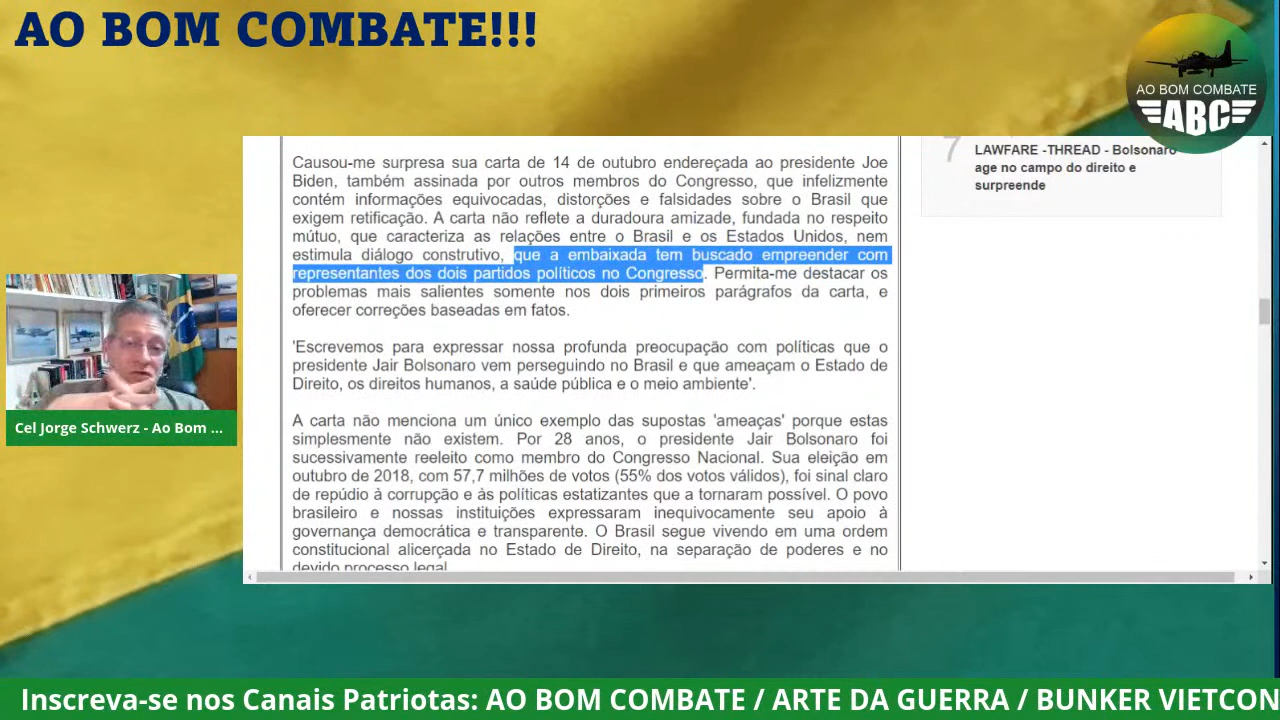 AO BOM COMBATE!!!
AO BOM COMBATE
ABC
7
LAWFARE -THREAD - Bolsonaro
age no campo do direito e
surpreende
Causou-me surpresa sua carta de 14 de outubro endereçada ao presidente Joe
Biden, também assinada por outros membros do Congresso, que infelizmente
contém informações equivocadas, distorções e falsidades sobre o Brasil que
exigem retificação. A carta não reflete a duradoura amizade, fundada no respeito
mútuo, que caracteriza as relações entre o Brasil e os Estados Unidos, nem
estimula diálogo construtivo, que a embaixada tem buscado empreender com
representantes dos dois partidos políticos no Congresso. Permita-me destacar os
problemas mais salientes somente nos dois primeiros parágrafos da carta, e
oferecer correções baseadas em fatos.
'Escrevemos para expressar nossa profunda preocupação com políticas que o
presidente Jair Bolsonaro vem perseguindo no Brasil e que ameaçam o Estado de
Direito, os direitos humanos, a saúde pública e o meio ambiente'.
A carta não menciona um único exemplo das supostas 'ameaças' porque estas
simplesmente não existem. Por 28 anos, o presidente Jair Bolsonaro foi
sucessivamente reeleito como membro do Congresso Nacional. Sua eleição em
outubro de 2018, com 57,7 milhões de votos (55% dos votos válidos), foi sinal claro
de repúdio à corrupção e às políticas estatizantes que a tornaram possível. O povo
brasileiro e nossas instituições expressaram inequivocamente seu apoio à
governança democrática e transparente. O Brasil segue vivendo em uma ordem
constitucional alicerçada no Estado de Direito, na separação de poderes e no
devido processo legal.
Cel Jorge Schwerz - Ao Bom ...
Inscreva-se nos Canais Patriotas: AO BOM COMBATE / ARTE DA GUERRA / BUNKER VIETCON